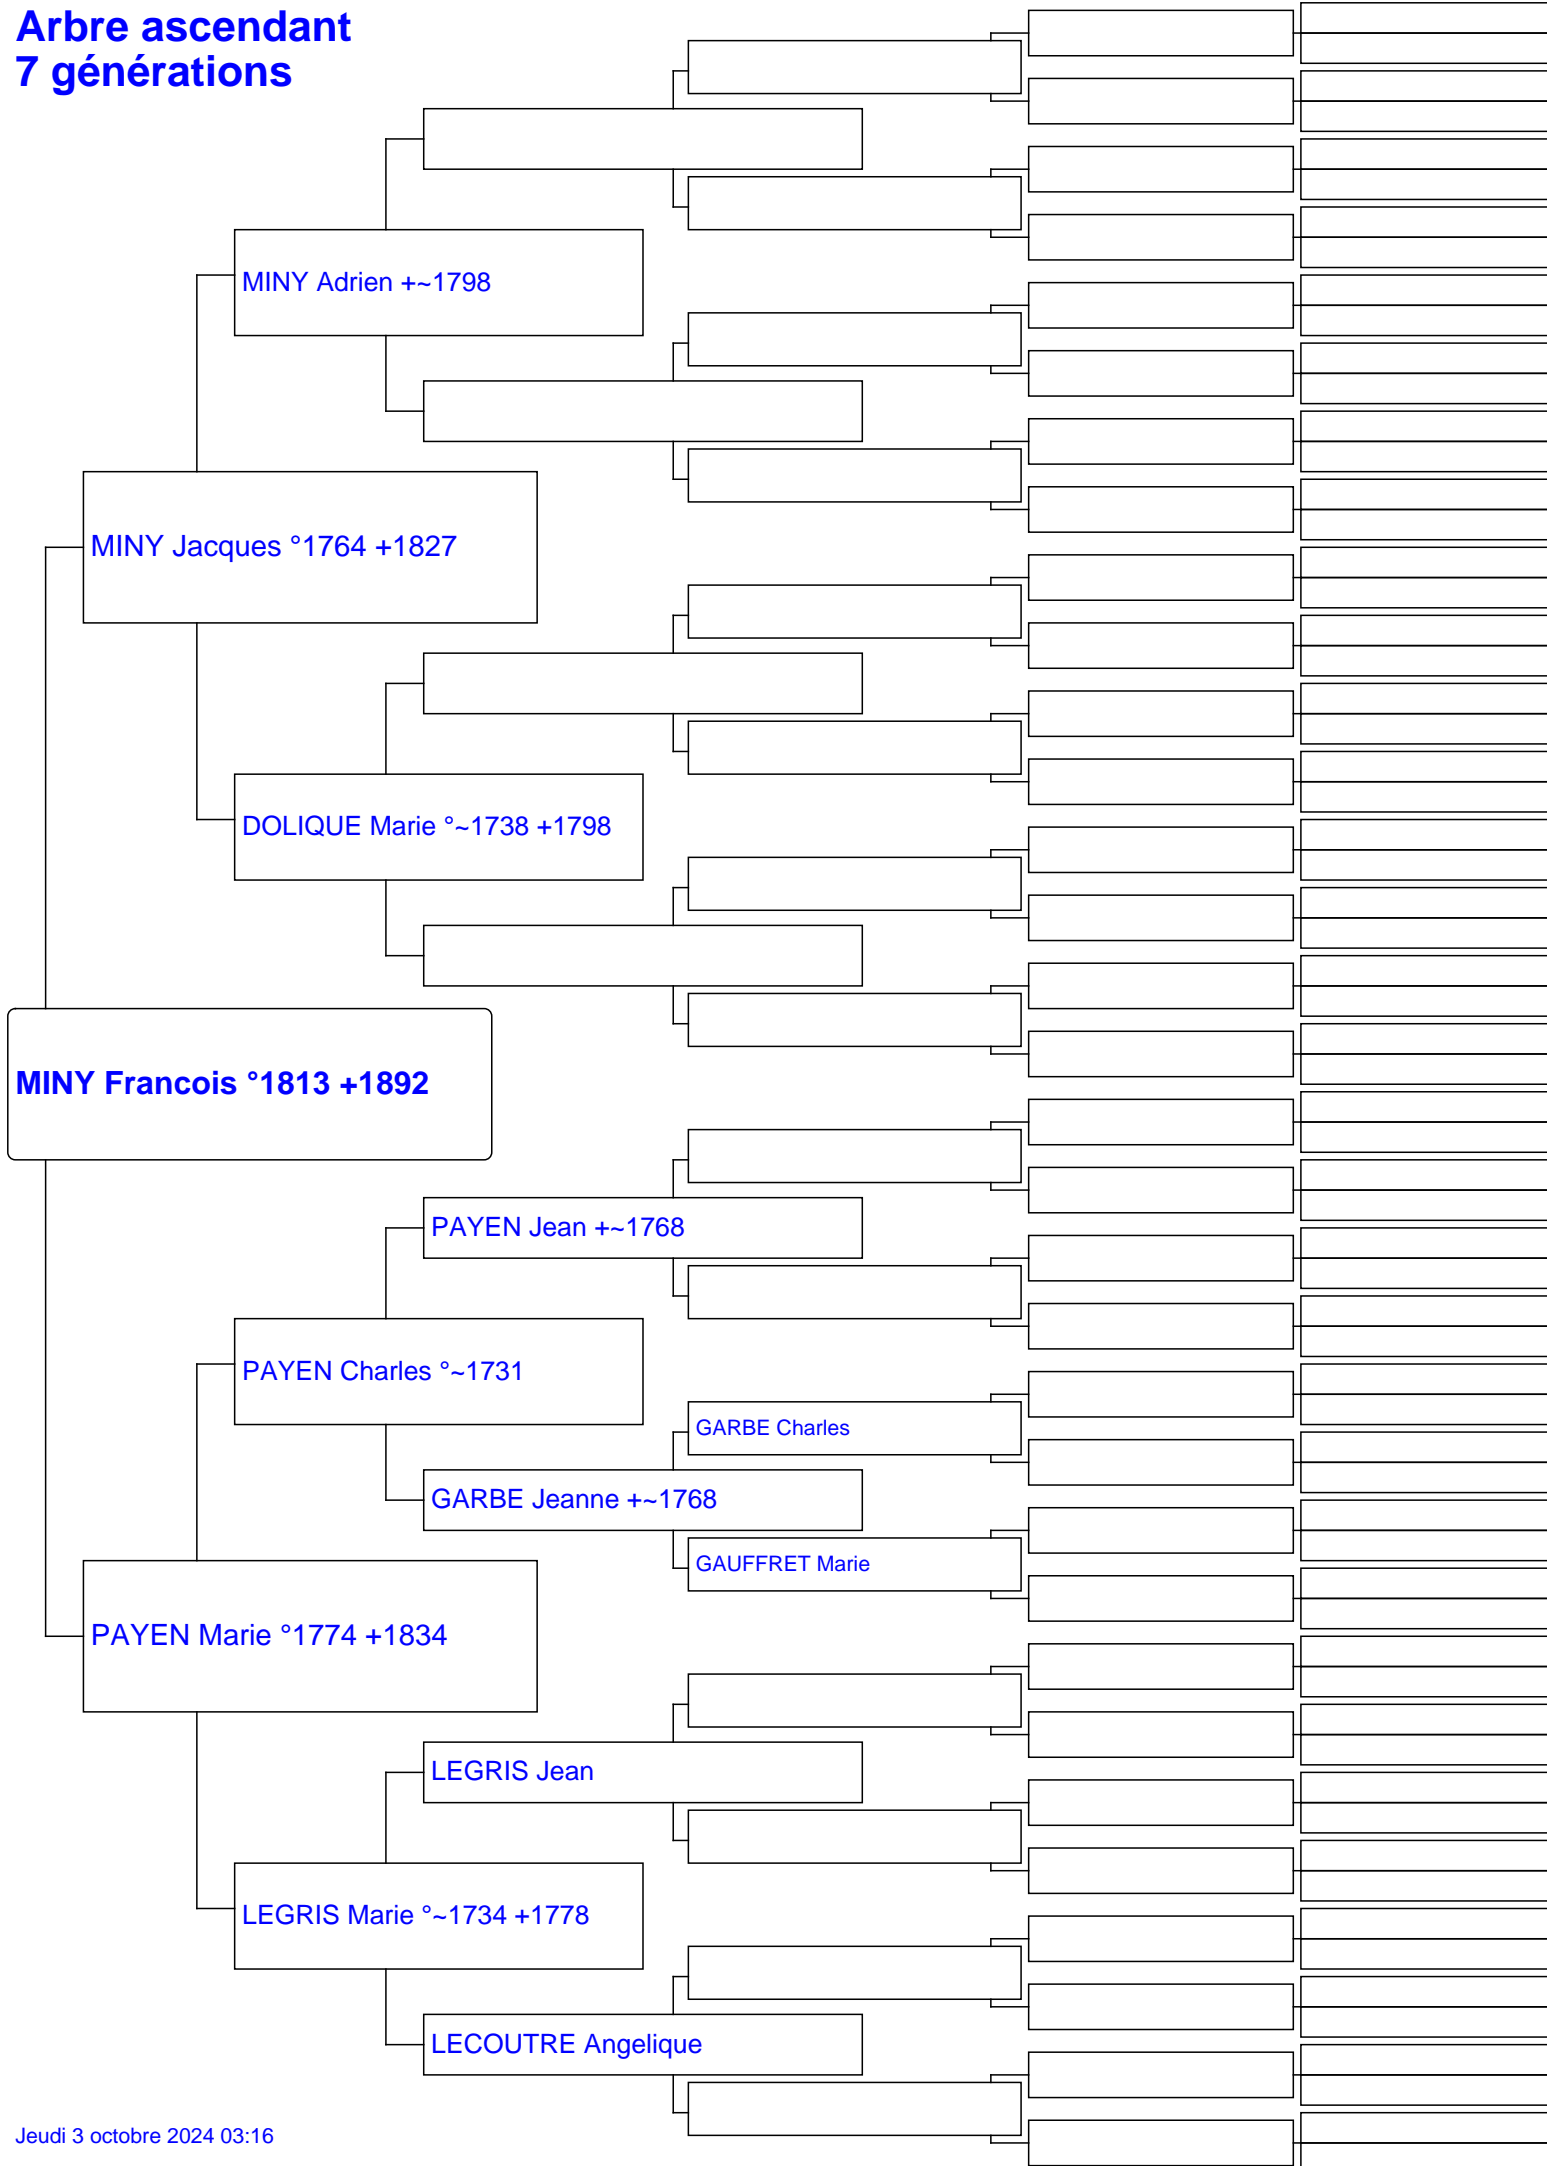 Arbre ascendant
7 générations
MINY Adrien +~1798
MINY Jacques °1764 +1827
DOLIQUE Marie °~1738 +1798
MINY Francois °1813 +1892
PAYEN Jean +~1768
PAYEN Charles °~1731
GARBE Charles
GARBE Jeanne +~1768
GAUFFRET Marie
PAYEN Marie °1774 +1834
LEGRIS Jean
LEGRIS Marie °~1734 +1778
LECOUTRE Angelique
Jeudi 3 octobre 2024 03:16